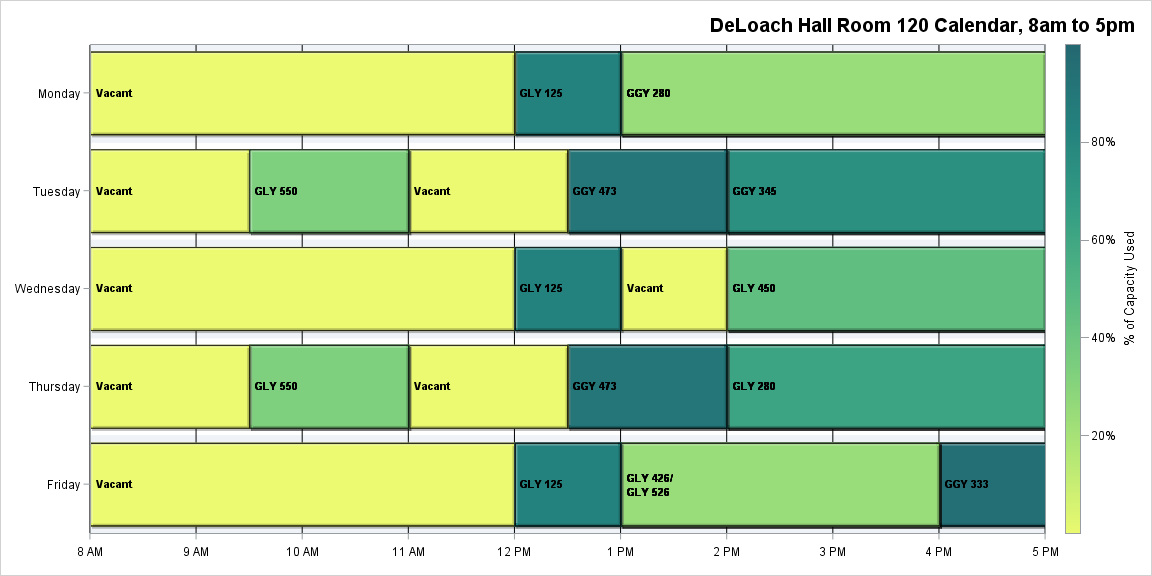 DeLoach Hall Room 120 Calendar, 8am to 5pm
Monday
Vacant
GLY 125
GGY 280
Tuesday
Vacant
GLY 550
Vacant
GGY 473
GGY 345
Wednesday
Vacant
GLY 125
Vacant
GLY 450
Thursday
Vacant
GLY 550
Vacant
GGY 473
GLY 280
Friday
Vacant
GLY 125
GLY 426/
GLY 526
GGY 333
8 AM
9 AM
10 AM
11 AM
12 PM
1 PM
2 PM
3 PM
4 PM
5 PM
80%
60%
40%
20%
% of Capacity Used